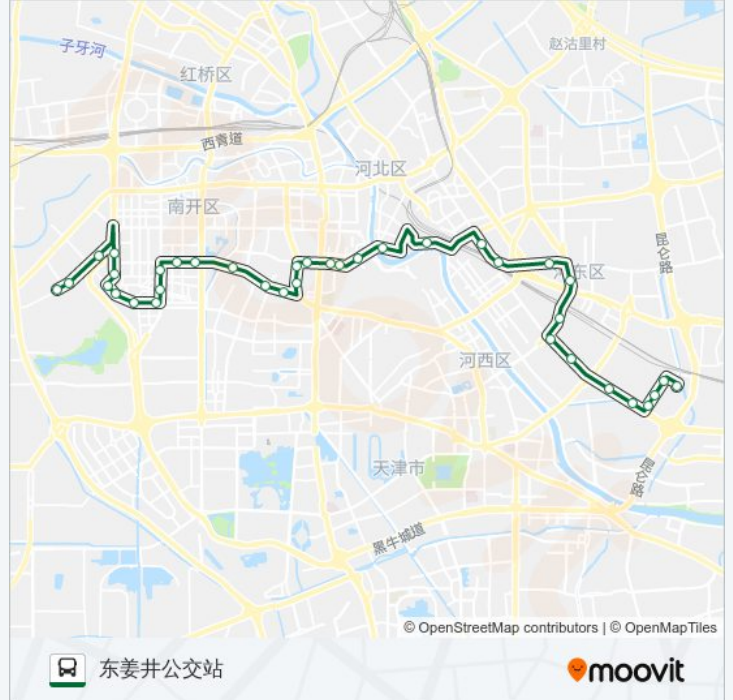 子牙河
赵沽里村
红桥区
西青道
河北区
南开区
昆仑路
东区
河西区
天津市
昆仑路
黑牛城道
© OpenStreetMap contributors | © OpenMapTiles
东姜井公交站
moovit